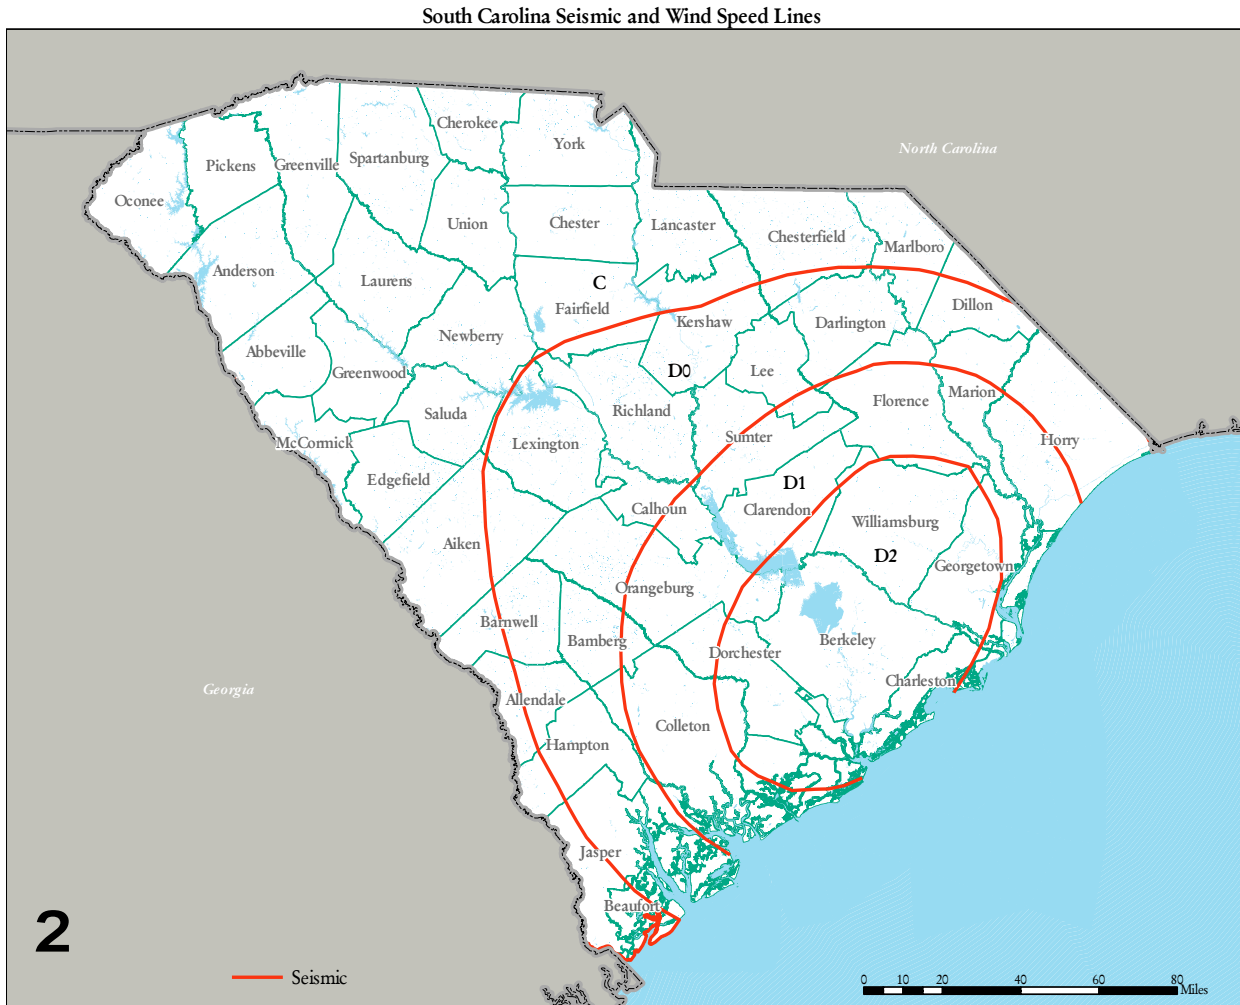 South Carolina Seismic and Wind Speed Lines
Cherokee
York
North Carolina
Spartanburg
Pickens
Greenville
Oconee
Union
Chester
Lancaster
Chesterfield
Marlboro
Anderson
Laurens
C
Fairfield
Kershaw
Dillon
Darlington
Newberry
Abbeville
Greenwood
D0
Lee
Marion
Florence
Saluda
Richland
McCormick
Lexington
Sumter
Horry
Edgefield
D1
Calhoun
Clarendon
Williamsburg
Aiken
D2
Georgetown
Orangeburg
Barnwell
Bamberg
Berkeley
Dorchester
Georgia
Charleston
Allendale
Colleton
Hampton
Jasper
Beaufort
2
Seismic
0 10 20 40 60 80
Miles